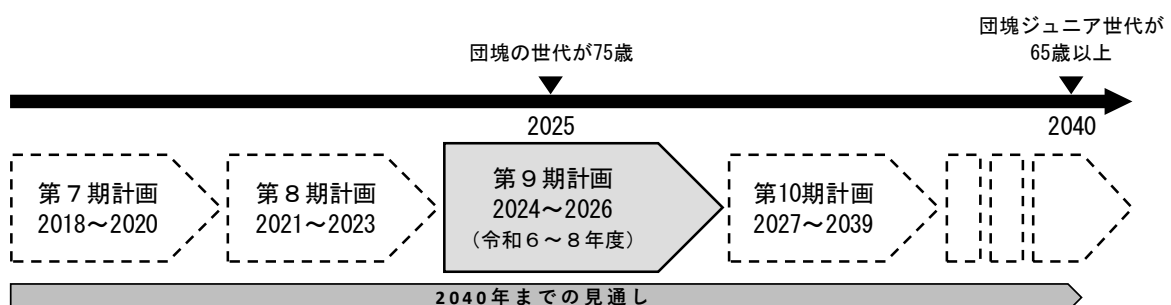 団塊の世代が75歳
団塊ジュニア世代が
65歳以上
2025
2040
第7期計画
2018～2020
第8期計画
2021～2023
第9期計画
2024～2026
（令和6～8年度）
第10期計画
2027～2039
2040年までの見通し